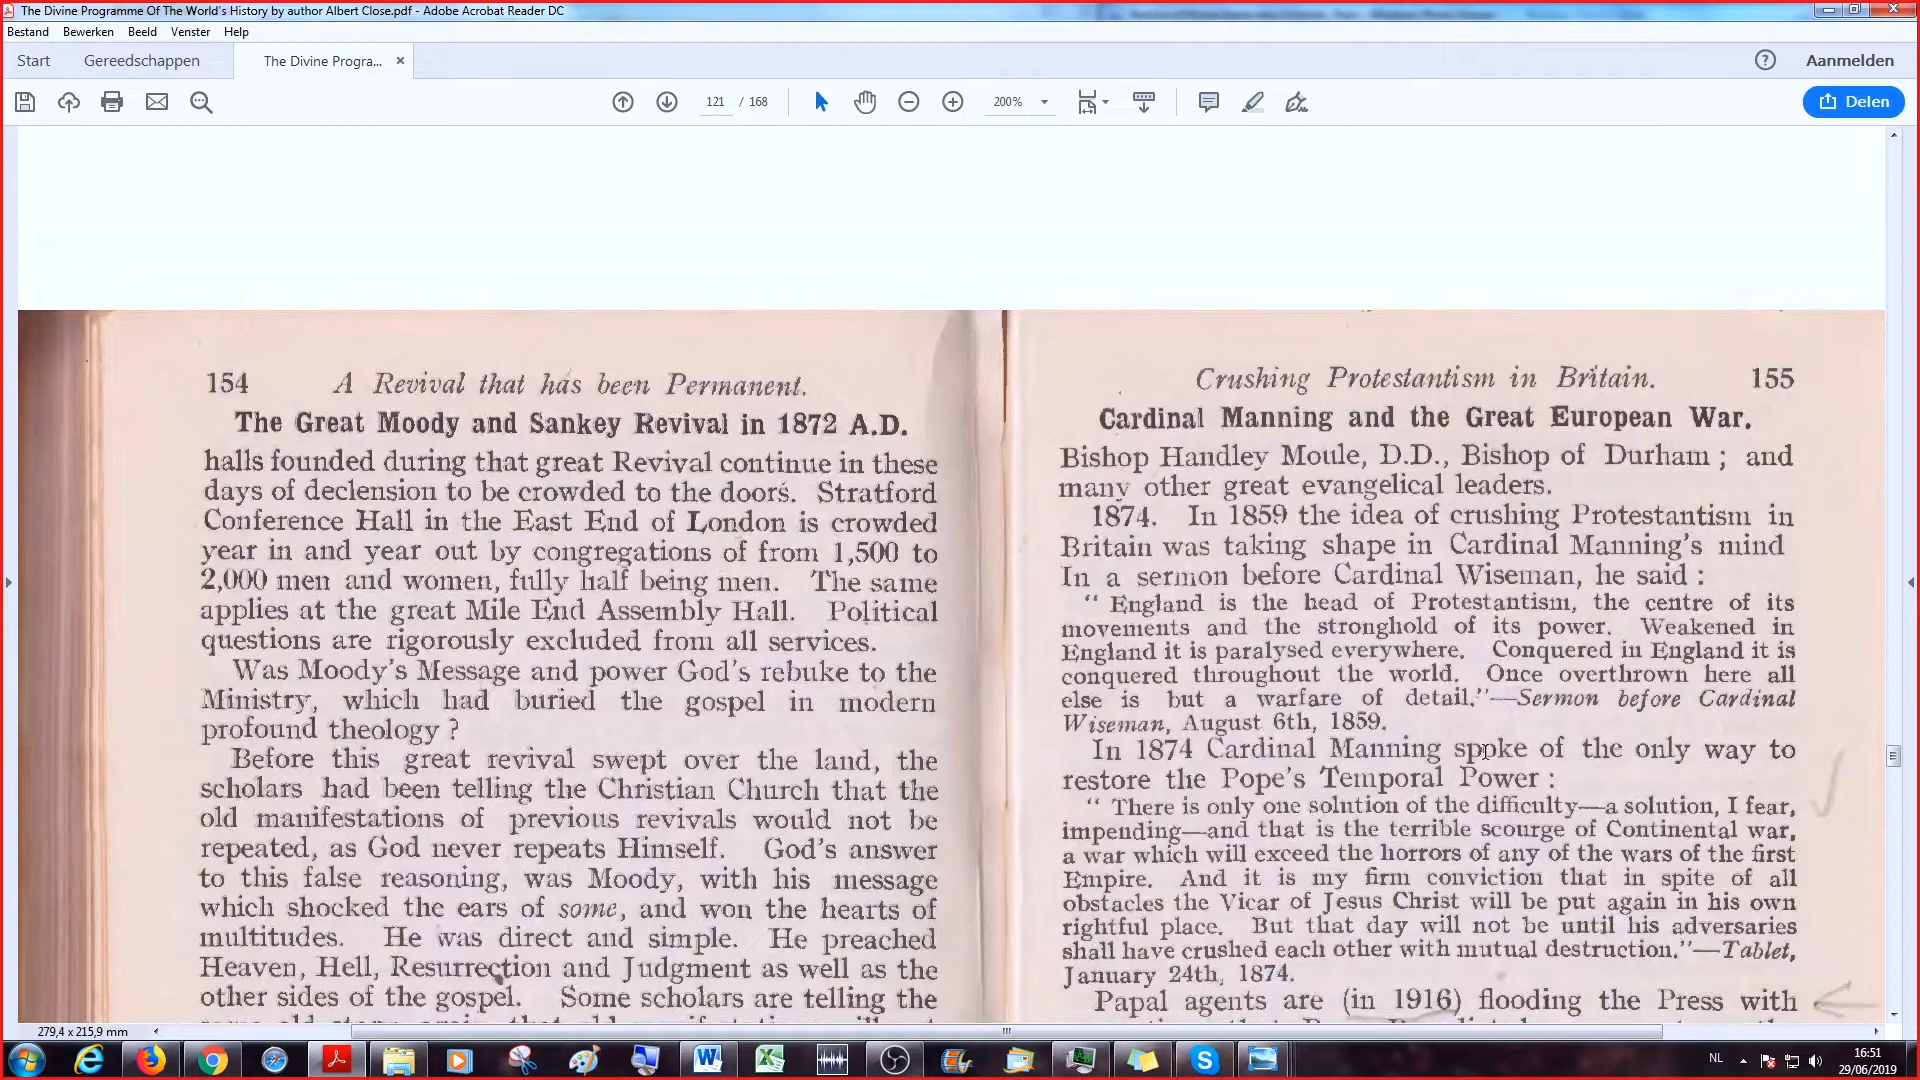 The Divine Programme Of The World's History by author Albert Close.pdf - Adobe Acrobat Reader DC
Bestand Bewerken Beeld Venster Help
Start Gereedschappen The Divine Progra... Aanmelden
121 / 168 200% Delen
154 A Revival that has been Permanent.
The Great Moody and Sankey Revival in 1872 A.D.
halls founded during that great Revival continue in these
days of declension to be crowded to the doors. Stratford
Conference Hall in the East End of London is crowded
year in and year out by congregations of from 1,500 to
2,000 men and women, fully half being men. The same
applies at the great Mile End Assembly Hall. Political
questions are rigorously excluded from all services.
Was Moody's Message and power God's rebuke to the
Ministry, which had buried the gospel in modern
profound theology ?
Before this great revival swept over the land, the
scholars had been telling the Christian Church that the
old manifestations of previous revivals would not be
repeated, as God never repeats Himself. God's answer
to this false reasoning, was Moody, with his message
which shocked the ears of some, and won the hearts of
multitudes. He was direct and simple. He preached
Heaven, Hell, Resurrection and Judgment as well as the
other sides of the gospel. Some scholars are telling the
Crushing Protestantism in Britain. 155
Cardinal Manning and the Great European War.
Bishop Handley Moule, D.D., Bishop of Durham ; and
many other great evangelical leaders.
1874. In 1859 the idea of crushing Protestantism in
Britain was taking shape in Cardinal Manning's mind
In a sermon before Cardinal Wiseman, he said :
" England is the head of Protestantism, the centre of its
movements and the stronghold of its power. Weakened in
England it is paralysed everywhere. Conquered in England it is
conquered throughout the world. Once overthrown here all
else is but a warfare of detail."—Sermon before Cardinal
Wiseman, August 6th, 1859.
In 1874 Cardinal Manning spoke of the only way to
restore the Pope's Temporal Power :
" There is only one solution of the difficulty—a solution, I fear,
impending—and that is the terrible scourge of Continental war,
a war which will exceed the horrors of any of the wars of the first
Empire. And it is my firm conviction that in spite of all
obstacles the Vicar of Jesus Christ will be put again in his own
rightful place. But that day will not be until his adversaries
shall have crushed each other with mutual destruction."—Tablet,
January 24th, 1874.
Papal agents are (in 1916) flooding the Press with
279,4 x 215,9 mm
NL 16:51
29/06/2019